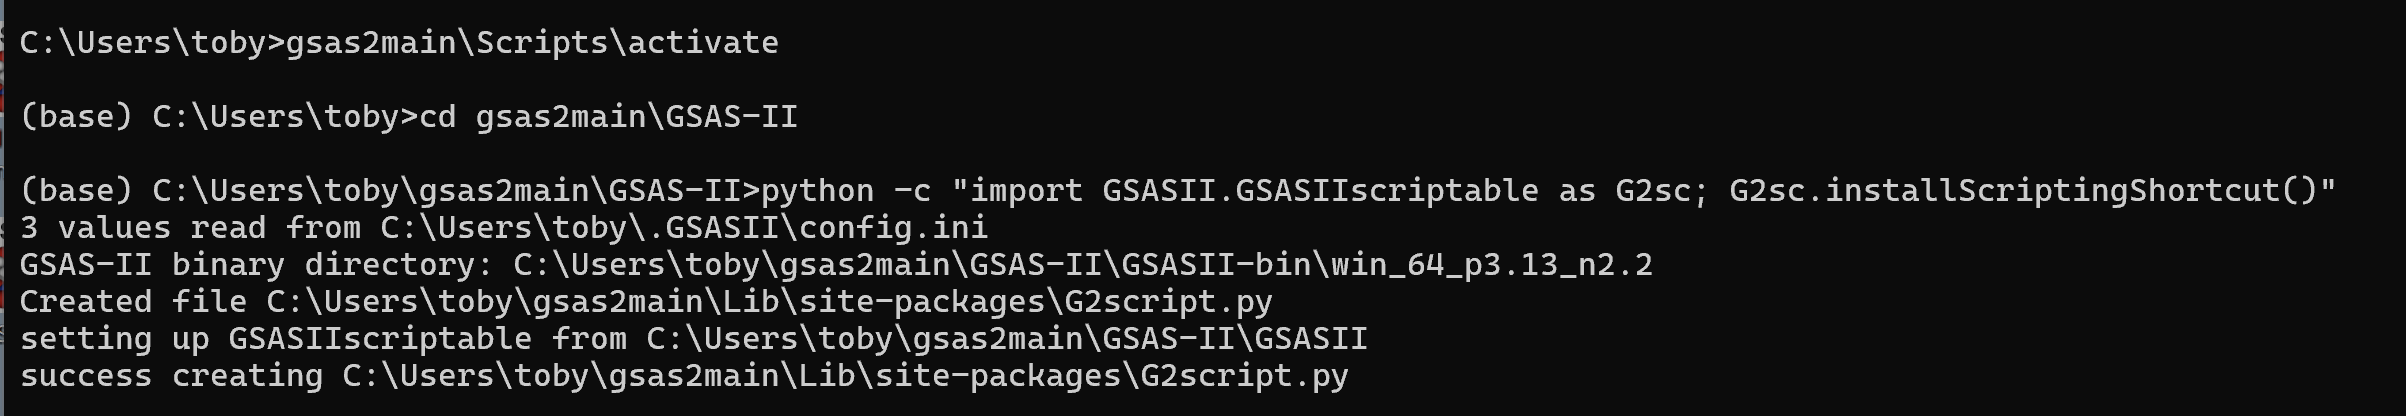 C:\Users\toby>gsas2main\Scripts\activate
(base) C:\Users\toby>cd gsas2main\GSAS-II
(base) C:\Users\toby\gsas2main\GSAS-II>python -c "import GSASII.GSASIIscriptable as G2sc; G2sc.installScriptingShortcut()"
3 values read from C:\Users\toby\.GSASII\config.ini
GSAS-II binary directory: C:\Users\toby\gsas2main\GSAS-II\GSASII-bin\win_64_p3.13_n2.2
Created file C:\Users\toby\gsas2main\Lib\site-packages\G2script.py
setting up GSASIIscriptable from C:\Users\toby\gsas2main\GSAS-II\GSASII
success creating C:\Users\toby\gsas2main\Lib\site-packages\G2script.py